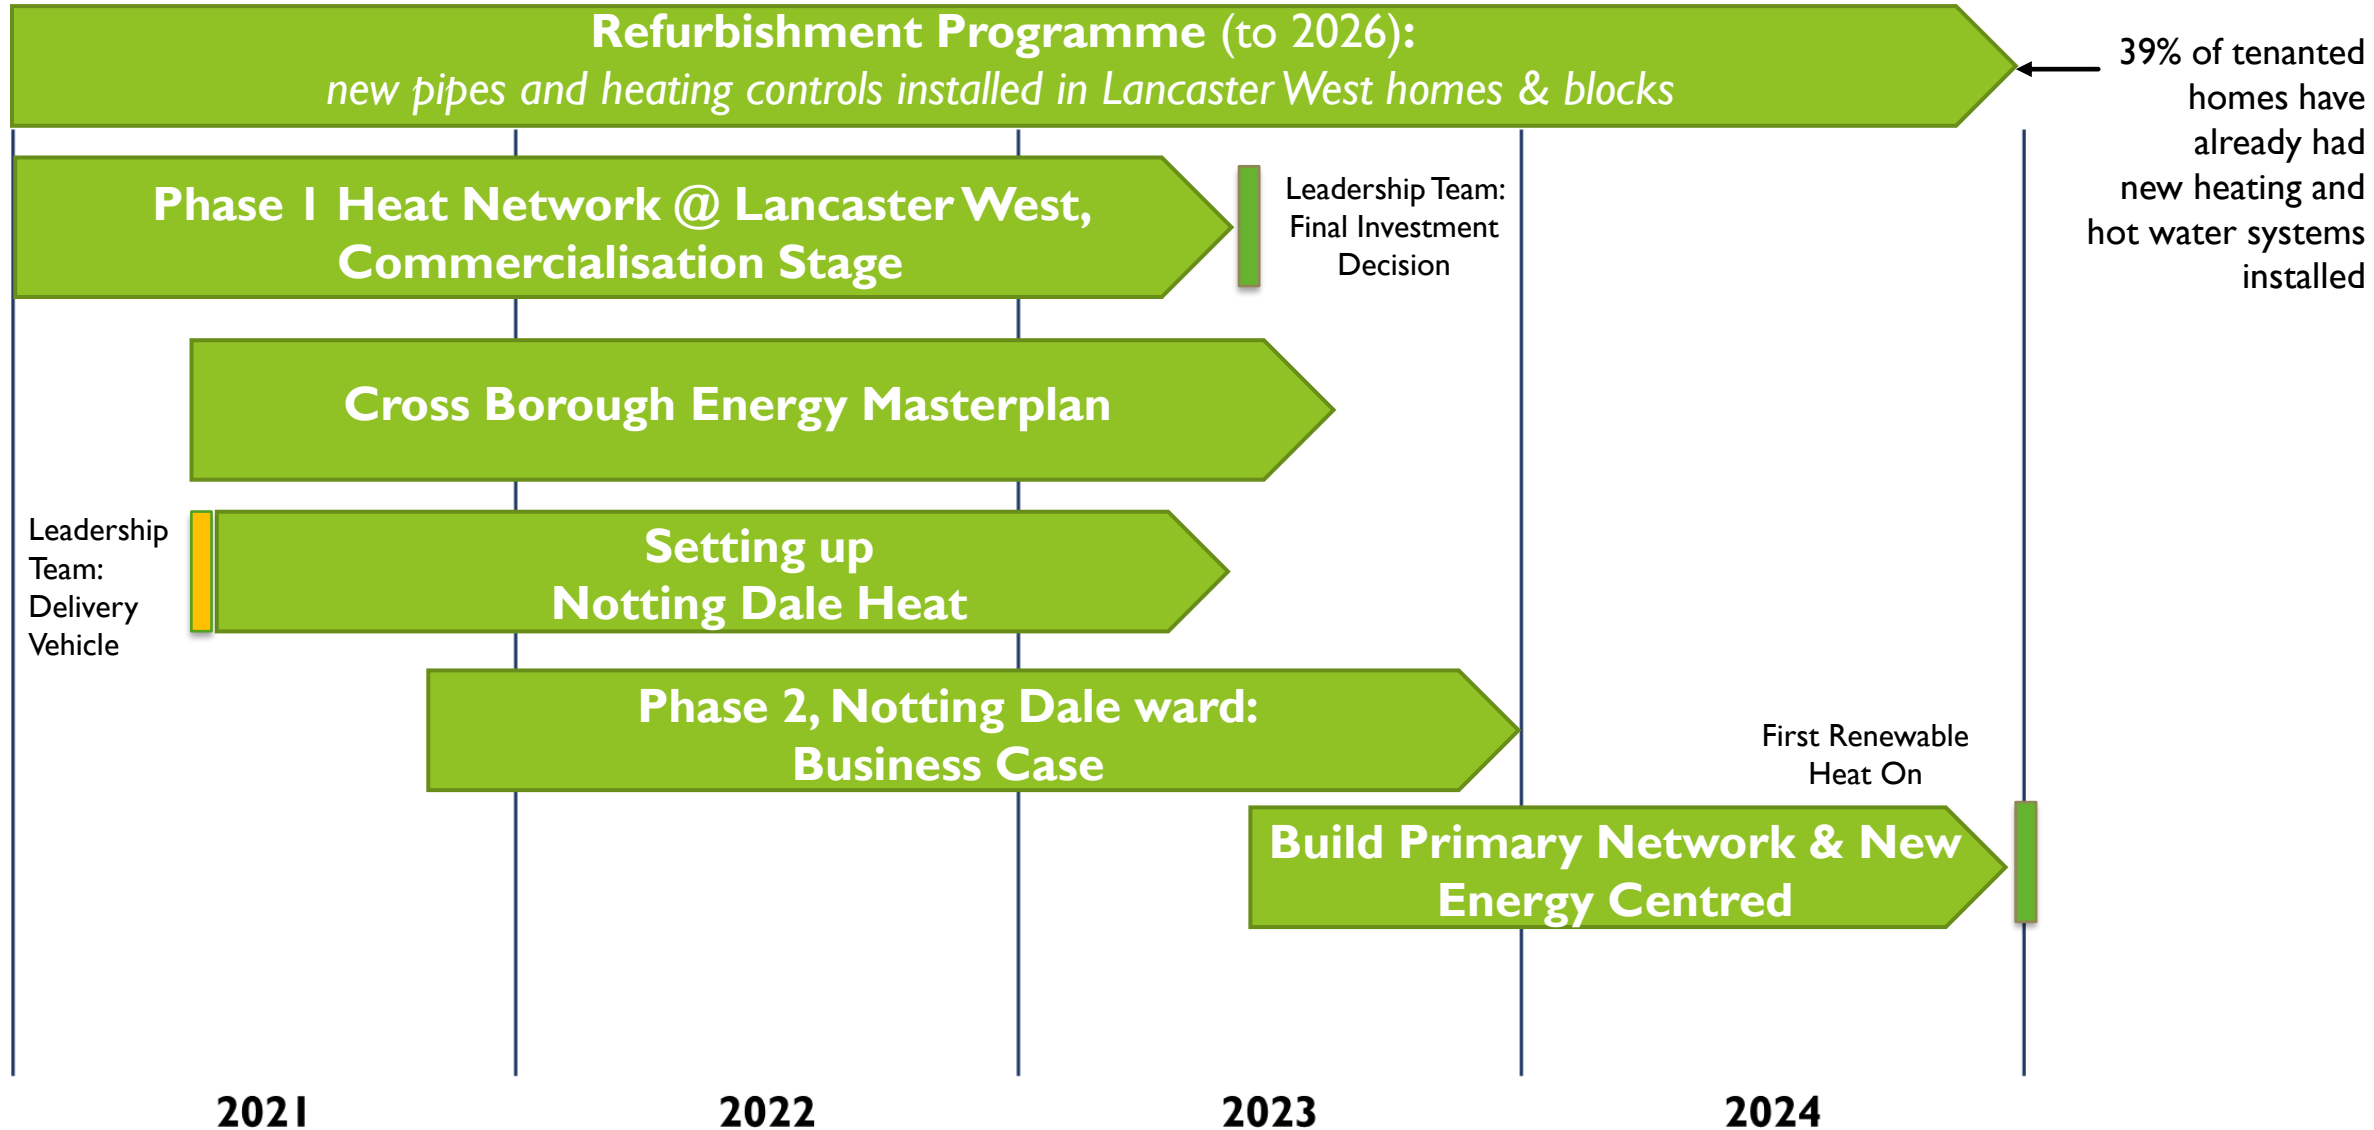 Refurbishment Programme (to 2026):
new pipes and heating controls installed in Lancaster West homes & blocks
39% of tenanted
homes have
already had
new heating and
hot water systems
installed
Phase 1 Heat Network @ Lancaster West,
Commercialisation Stage
Leadership Team:
Final Investment
Decision
Cross Borough Energy Masterplan
Leadership
Team:
Delivery
Vehicle
Setting up
Notting Dale Heat
Phase 2, Notting Dale ward:
Business Case
First Renewable
Heat On
Build Primary Network & New
Energy Centred
2021
2022
2023
2024